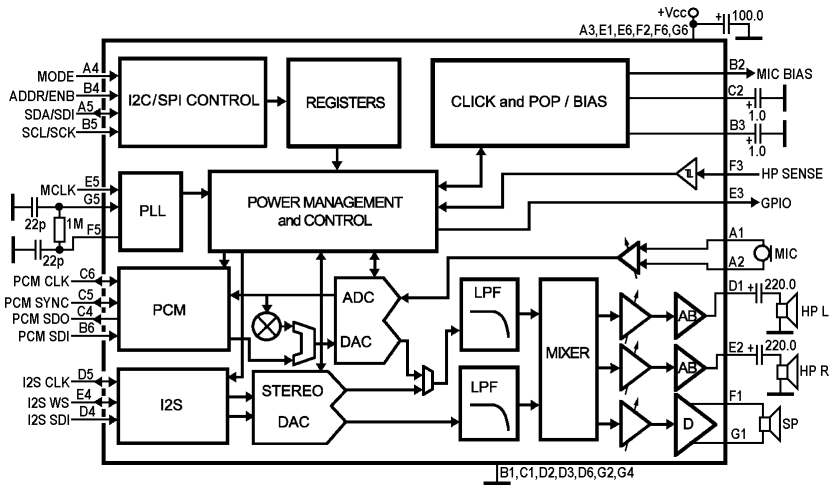 +Vcc
100.0
+
A3,E1,E6,F2,F6,G6
MODE A4
ADDR/ENB B4
SDA/SDI A5
SCL/SCK B5
I2C/SPI CONTROL
REGISTERS
CLICK and POP / BIAS
B2 MIC BIAS
C2
+
1.0
B3
+
1.0
F3 HP SENSE
E3 GPIO
MCLK E5
G5
22p
1M
F5
22p
PLL
POWER MANAGEMENT
and CONTROL
A1
MIC
A2
PCM CLK C6
PCM SYNC C5
PCM SDO C4
PCM SDI B6
PCM
ADC
DAC
LPF
MIXER
D1 + 220.0
AB
HP L
E2 + 220.0
AB
HP R
I2S CLK D5
I2S WS E4
I2S SDI D4
I2S
STEREO
DAC
LPF
F1
D
SP
G1
B1,C1,D2,D3,D6,G2,G4